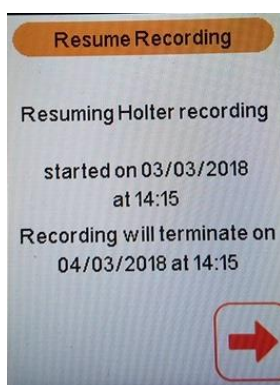 Resume Recording
Resuming Holter recording
started on 03/03/2018
at 14:15
Recording will terminate on
04/03/2018 at 14:15